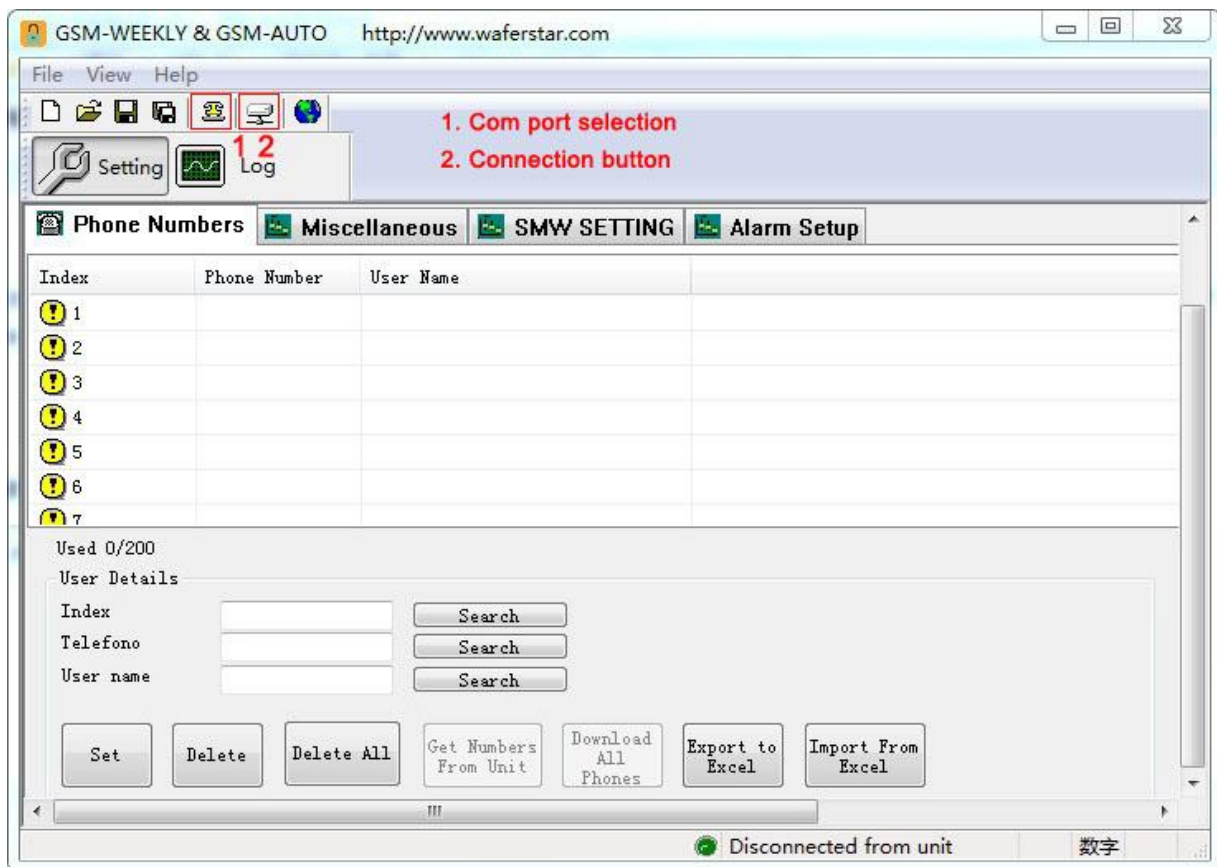 GSM-WEEKLY & GSM-AUTO http://www.waferstar.com
File View Help
1. Com port selection
1 2
2. Connection button
Setting Log
Phone Numbers Miscellaneous SMW SETTING Alarm Setup
Index Phone Number User Name
1
2
3
4
5
6
7
Used 0/200
User Details
Index Search
Telefono Search
User name Search
Set Delete Delete All Get Numbers From Unit Download All Phones Export to Excel Import From Excel
Disconnected from unit 数字